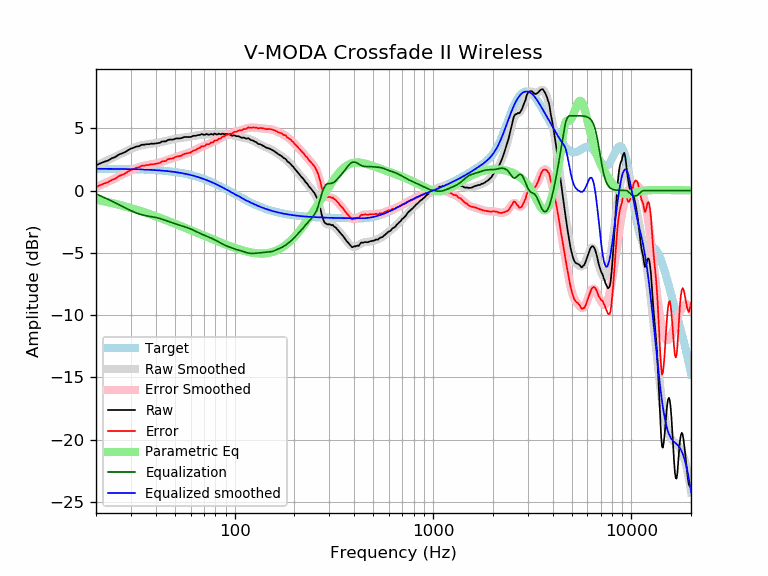 V-MODA Crossfade II Wireless
5
0
−5
−10
−15
−20
−25
Amplitude (dBr)
Target
Raw Smoothed
Error Smoothed
Raw
Error
Parametric Eq
Equalization
Equalized smoothed
100 1000 10000
Frequency (Hz)